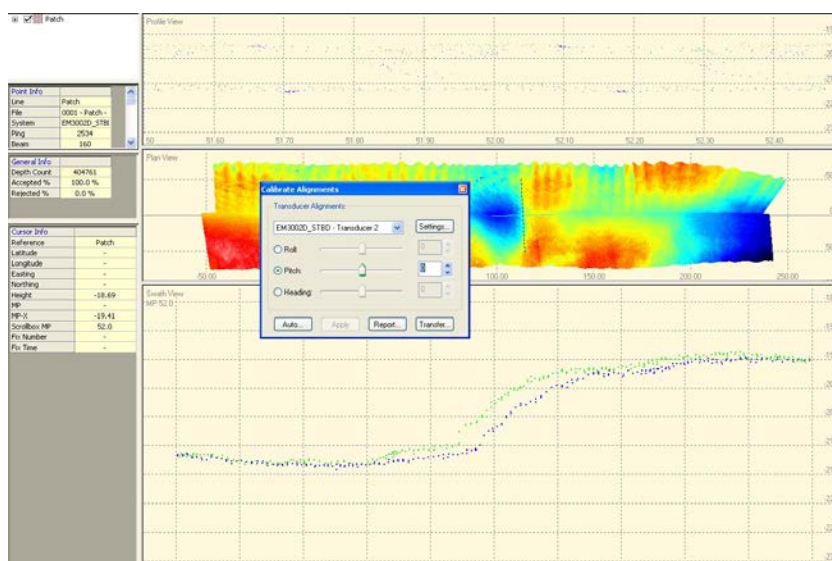 Patch
Point Info
Line Patch
File 0001 - Patch -
System EM3002D_STBI
Ping 2534
Beam 160
General Info
Depth Count 404761
Accepted % 100.0 %
Rejected % 0.0 %
Cursor Info
Reference Patch
Latitude -
Longitude -
Easting -
Northing -
Height -18.69
MP -
MP-X -19.41
Scrollbox MP 52.0
Fix Number -
Fix Time -
Profile View
51.60 51.70 51.80 51.90 52.00 52.10 52.20 52.30 52.40
Plan View
Calibrate Alignments
Transducer Alignments:
EM3002D_STBD - Transducer 2 Settings...
Roll: 0
Pitch: 0
Heading: 0
Auto... Apply Report... Transfer...
-50.00 100.00 150.00 200.00 250.00
Swath View
MP 52.0